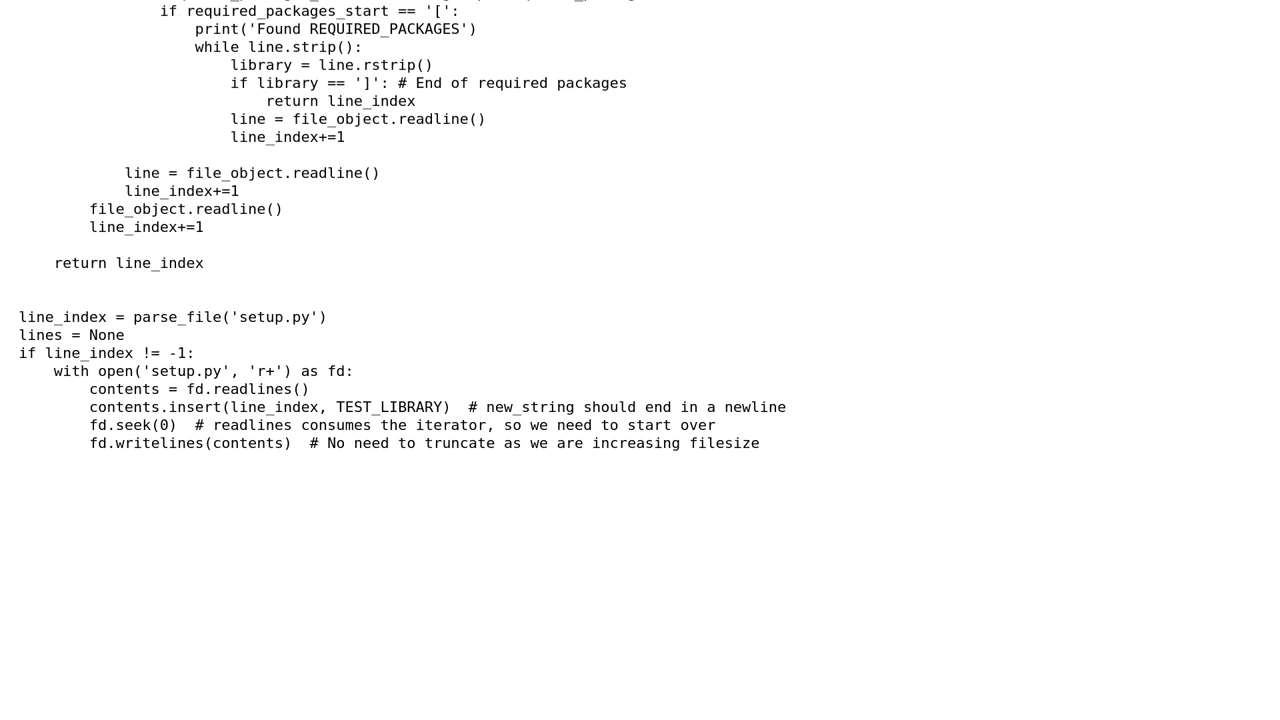 if required_packages_start == '[':
print('Found REQUIRED_PACKAGES')
while line.strip():
library = line.rstrip()
if library == ']': # End of required packages
return line_index
line = file_object.readline()
line_index+=1
line = file_object.readline()
line_index+=1
file_object.readline()
line_index+=1
return line_index
line_index = parse_file('setup.py')
lines = None
if line_index != -1:
with open('setup.py', 'r+') as fd:
contents = fd.readlines()
contents.insert(line_index, TEST_LIBRARY)  # new_string should end in a newline
fd.seek(0)  # readlines consumes the iterator, so we need to start over
fd.writelines(contents)  # No need to truncate as we are increasing filesize